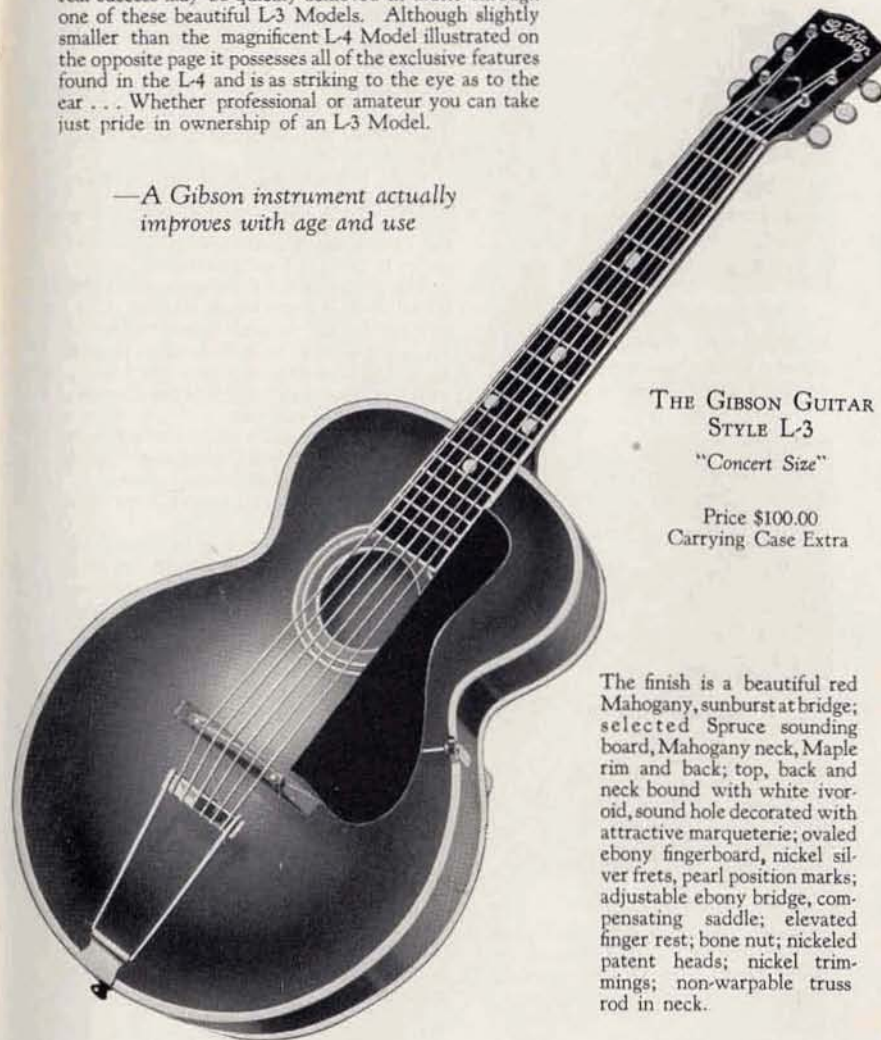 one of these beautiful L-3 Models. Although slightly
smaller than the magnificent L-4 Model illustrated on
the opposite page it possesses all of the exclusive features
found in the L-4 and is as striking to the eye as to the
ear . . . Whether professional or amateur you can take
just pride in ownership of an L-3 Model.
—A Gibson instrument actually
improves with age and use
The
Gibson
THE GIBSON GUITAR
STYLE L-3
"Concert Size"
Price $100.00
Carrying Case Extra
The finish is a beautiful red
Mahogany, sunburst at bridge;
selected Spruce sounding
board, Mahogany neck, Maple
rim and back; top, back and
neck bound with white ivor-
oid, sound hole decorated with
attractive marqueterie; ovaled
ebony fingerboard, nickel sil-
ver frets, pearl position marks;
adjustable ebony bridge, com-
pensating saddle; elevated
finger rest; bone nut; nickeled
patent heads; nickel trim-
mings; non-warpable truss
rod in neck.